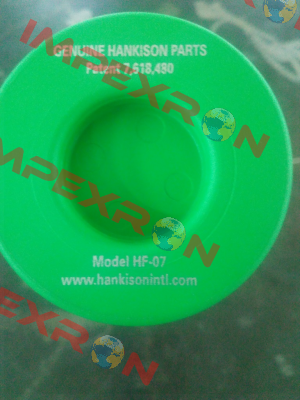 IMPEXRON
GENUINE HANKISON PARTS
Patent 7,618,480
IMPEXRON
Model HF-07
www.hankisonintl.com
IMPEXRON